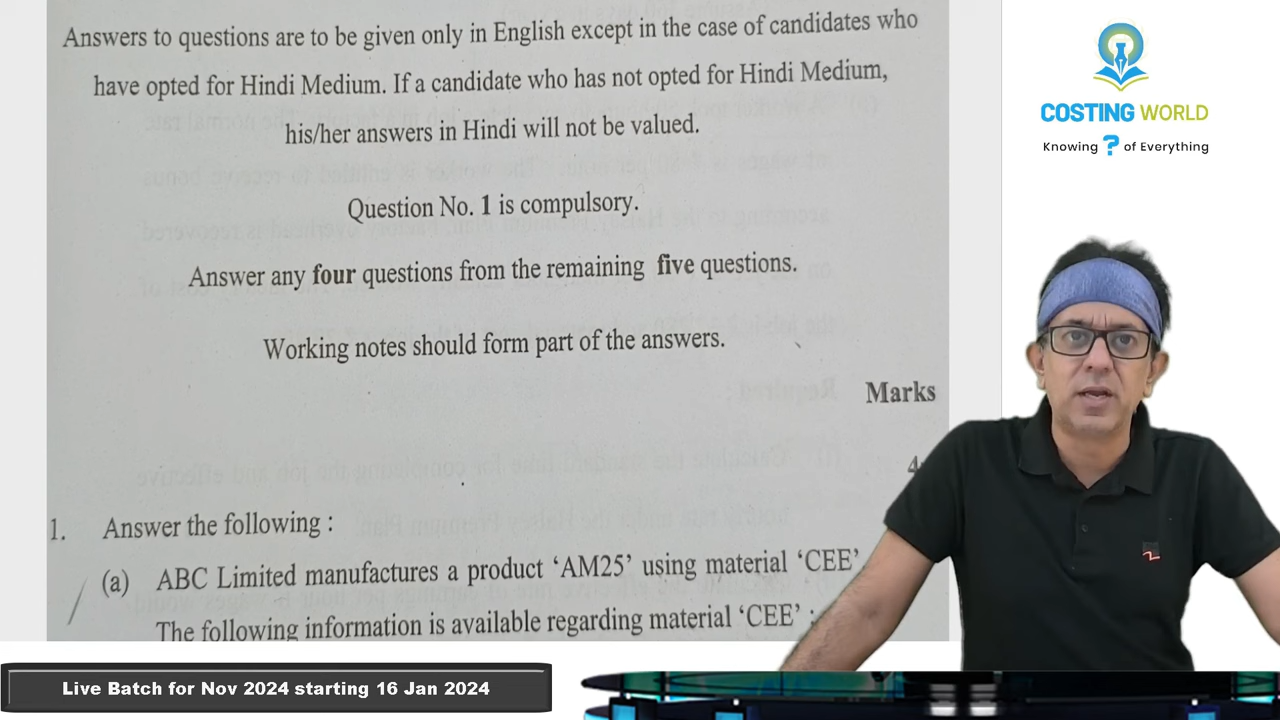 Answers to questions are to be given only in English except in the case of candidates who
have opted for Hindi Medium. If a candidate who has not opted for Hindi Medium,
his/her answers in Hindi will not be valued.
Question No. 1 is compulsory.
Answer any four questions from the remaining five questions.
Working notes should form part of the answers.
Marks
4
1. Answer the following :
(a) ABC Limited manufactures a product ‘AM25’ using material ‘CEE’.
The following information is available regarding material ‘CEE’ :
COSTING WORLD
Knowing ? of Everything
Live Batch for Nov 2024 starting 16 Jan 2024